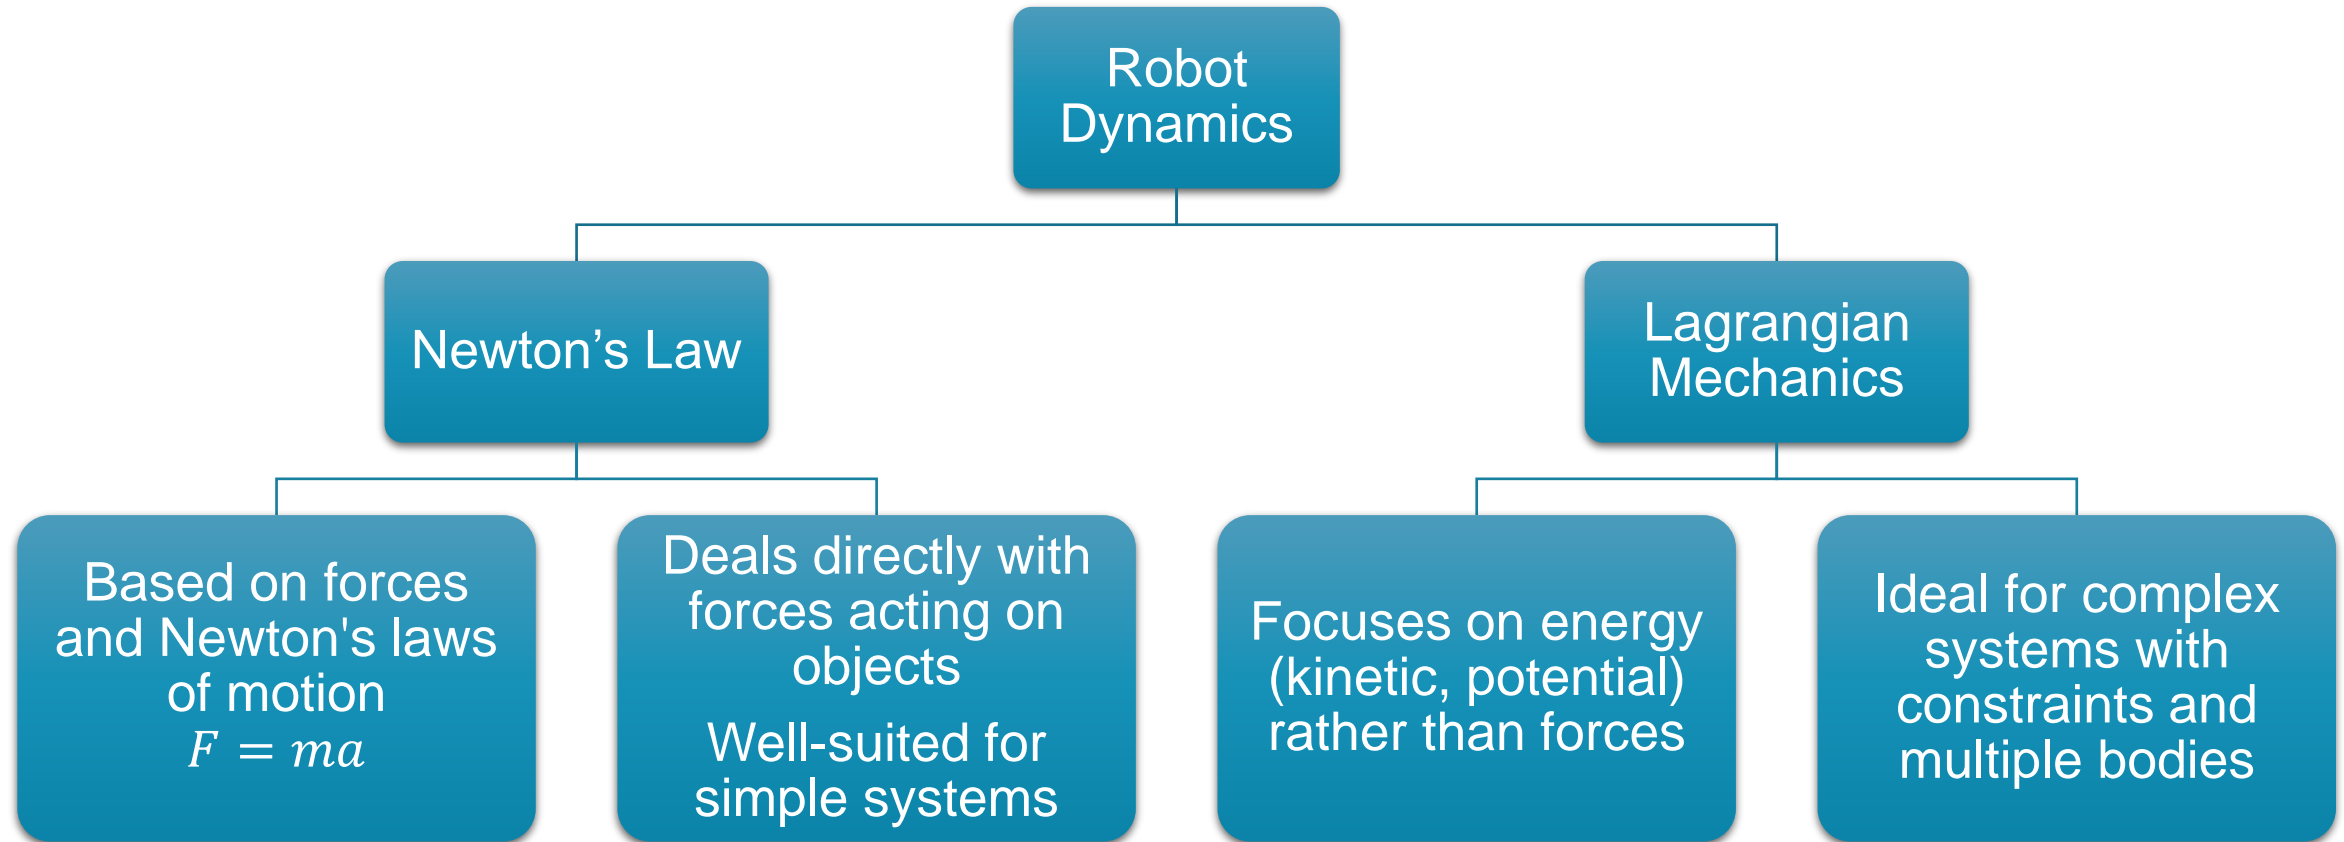 Robot
Dynamics
Newton’s Law
Lagrangian
Mechanics
Based on forces
and Newton's laws
of motion
𝐹 = 𝑚𝑎
Deals directly with
forces acting on
objects
Well-suited for
simple systems
Focuses on energy
(kinetic, potential)
rather than forces
Ideal for complex
systems with
constraints and
multiple bodies